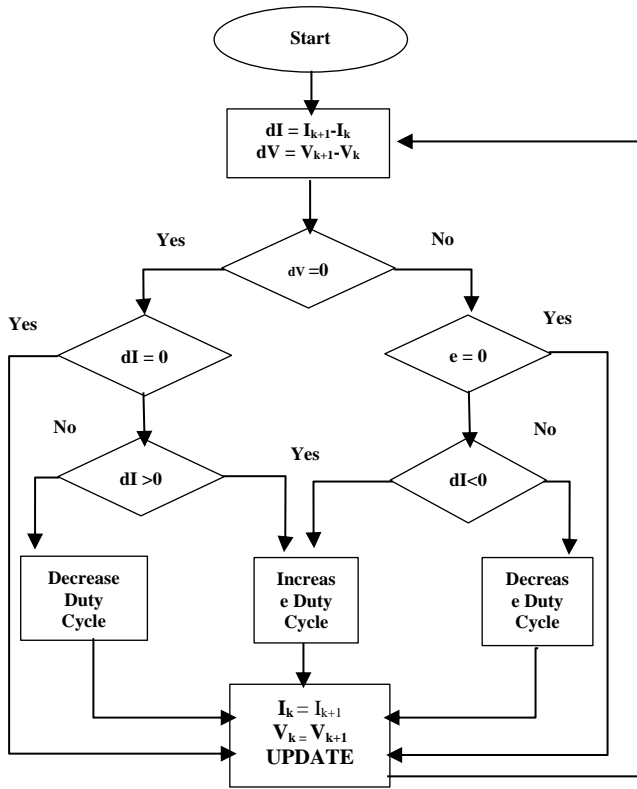 Start
dI = Iₖ₊₁-Iₖ
dV = Vₖ₊₁-Vₖ
Yes
No
dV =0
Yes
Yes
dI = 0
e = 0
No
No
Yes
dI >0
dI<0
Decrease
Duty
Cycle
Increas
e Duty
Cycle
Decreas
e Duty
Cycle
Iₖ = Iₖ₊₁
Vₖ = Vₖ₊₁
UPDATE